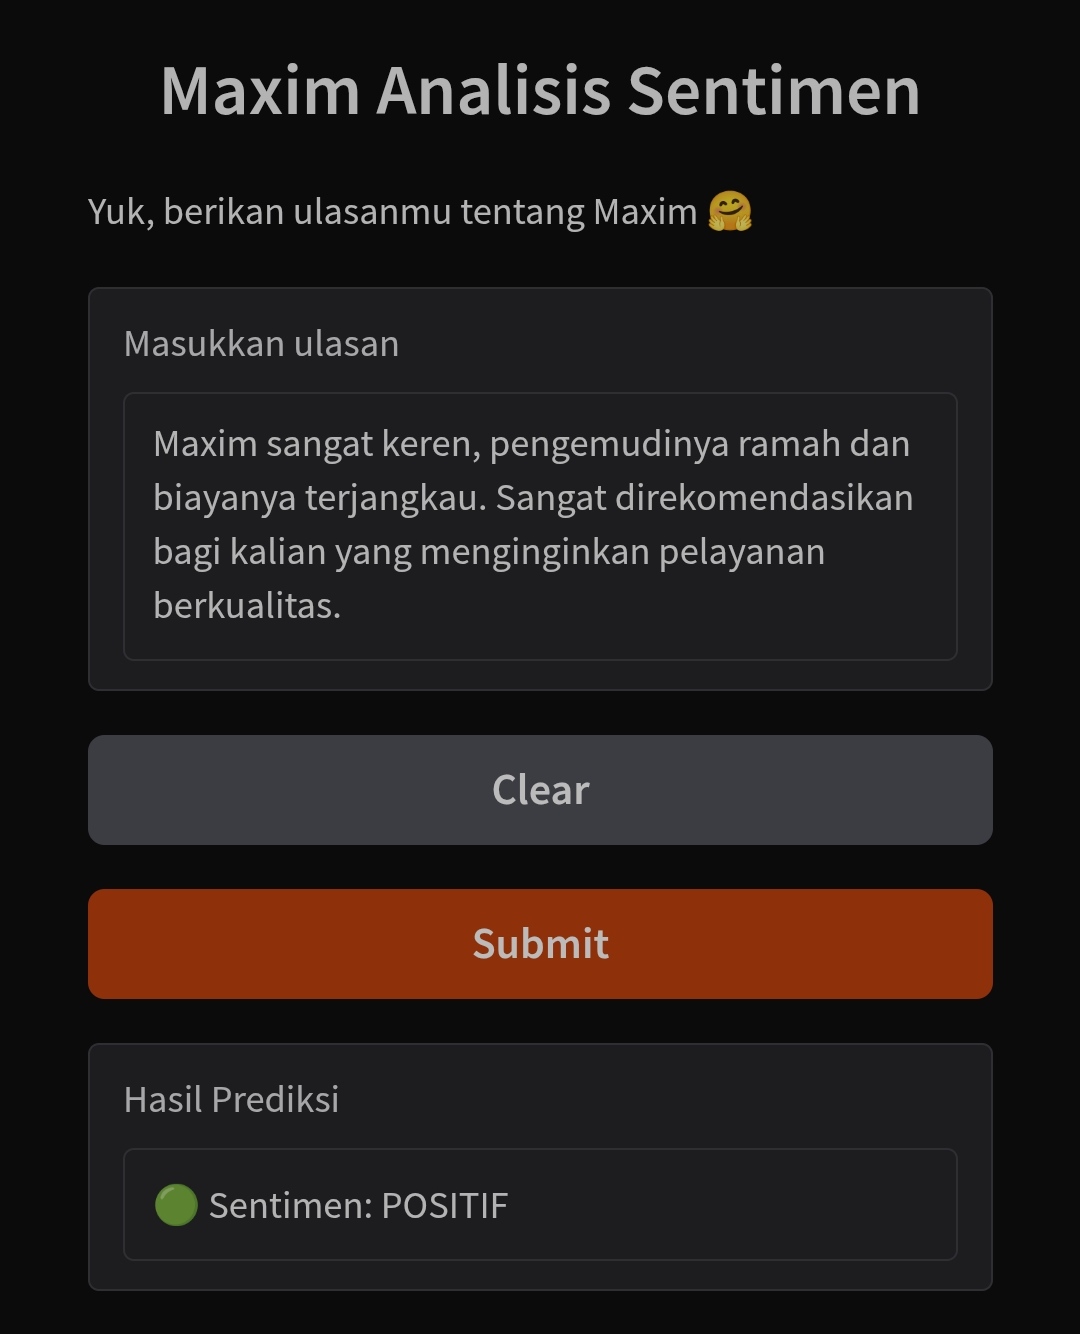 Maxim Analisis Sentimen
Yuk, berikan ulasanmu tentang Maxim 🤗
Masukkan ulasan
Maxim sangat keren, pengemudinya ramah dan
biayanya terjangkau. Sangat direkomendasikan
bagi kalian yang menginginkan pelayanan
berkualitas.
Clear
Submit
Hasil Prediksi
🟢 Sentimen: POSITIF